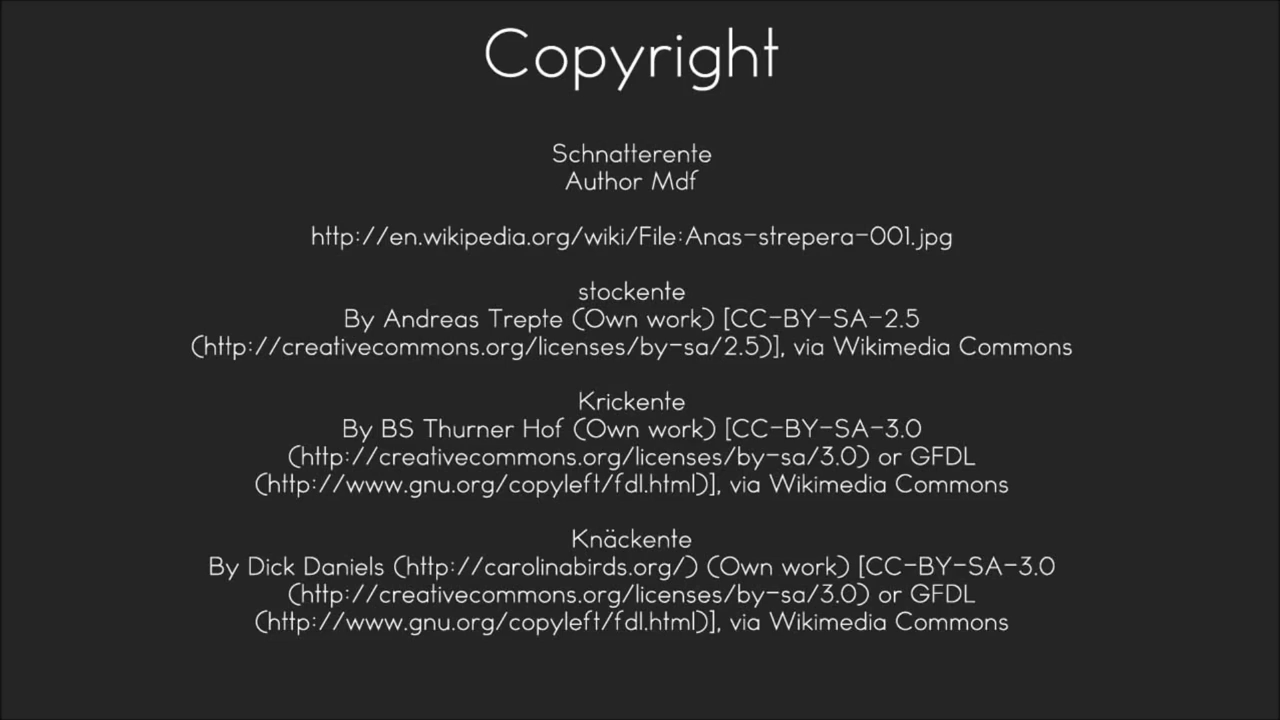 Copyright
Schnatterente
Author Mdf
http://en.wikipedia.org/wiki/File:Anas-strepera-001.jpg
stockente
By Andreas Trepte (Own work) [CC-BY-SA-2.5
(http://creativecommons.org/licenses/by-sa/2.5)], via Wikimedia Commons
Krickente
By BS Thurner Hof (Own work) [CC-BY-SA-3.0
(http://creativecommons.org/licenses/by-sa/3.0) or GFDL
(http://www.gnu.org/copyleft/fdl.html)], via Wikimedia Commons
Knäckente
By Dick Daniels (http://carolinabirds.org/) (Own work) [CC-BY-SA-3.0
(http://creativecommons.org/licenses/by-sa/3.0) or GFDL
(http://www.gnu.org/copyleft/fdl.html)], via Wikimedia Commons